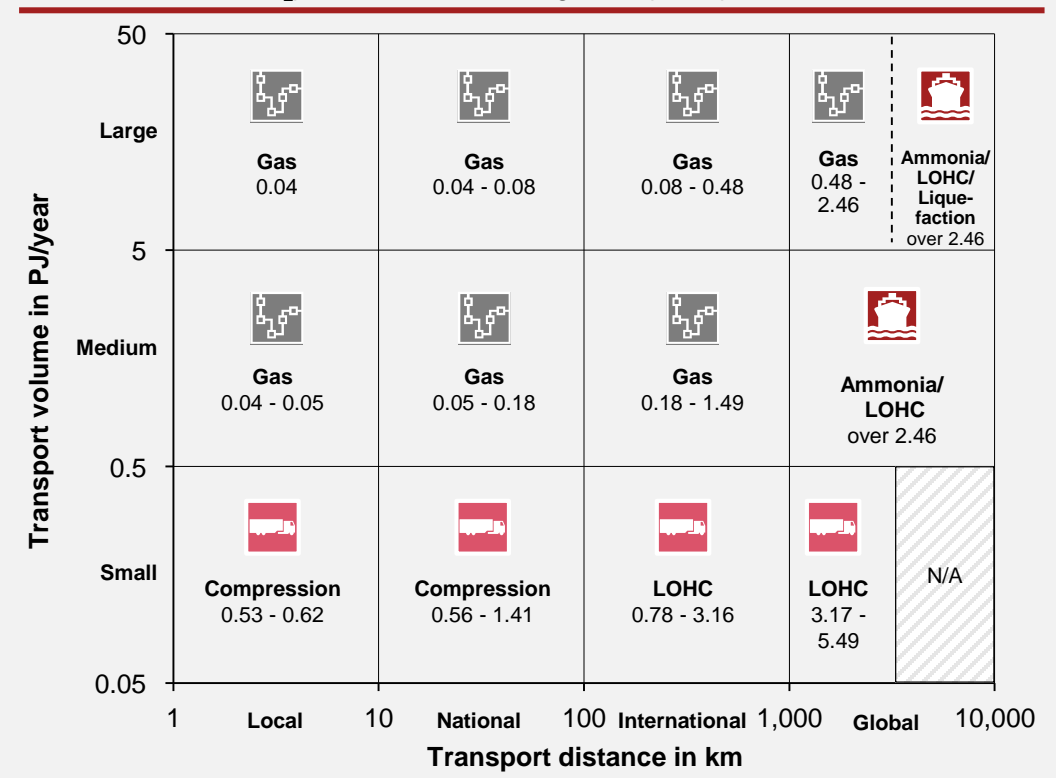 50
Large
Gas
0.04
Gas
0.04 - 0.08
Gas
0.08 - 0.48
Gas
0.48 -
2.46
Ammonia/
LOHC/
Lique-
faction
over 2.46
5
Medium
Gas
0.04 - 0.05
Gas
0.05 - 0.18
Gas
0.18 - 1.49
Ammonia/
LOHC
over 2.46
0.5
Small
Compression
0.53 - 0.62
Compression
0.56 - 1.41
LOHC
0.78 - 3.16
LOHC
3.17 -
5.49
N/A
0.05
Transport volume in PJ/year
1 Local 10 National 100 International 1,000 Global 10,000
Transport distance in km